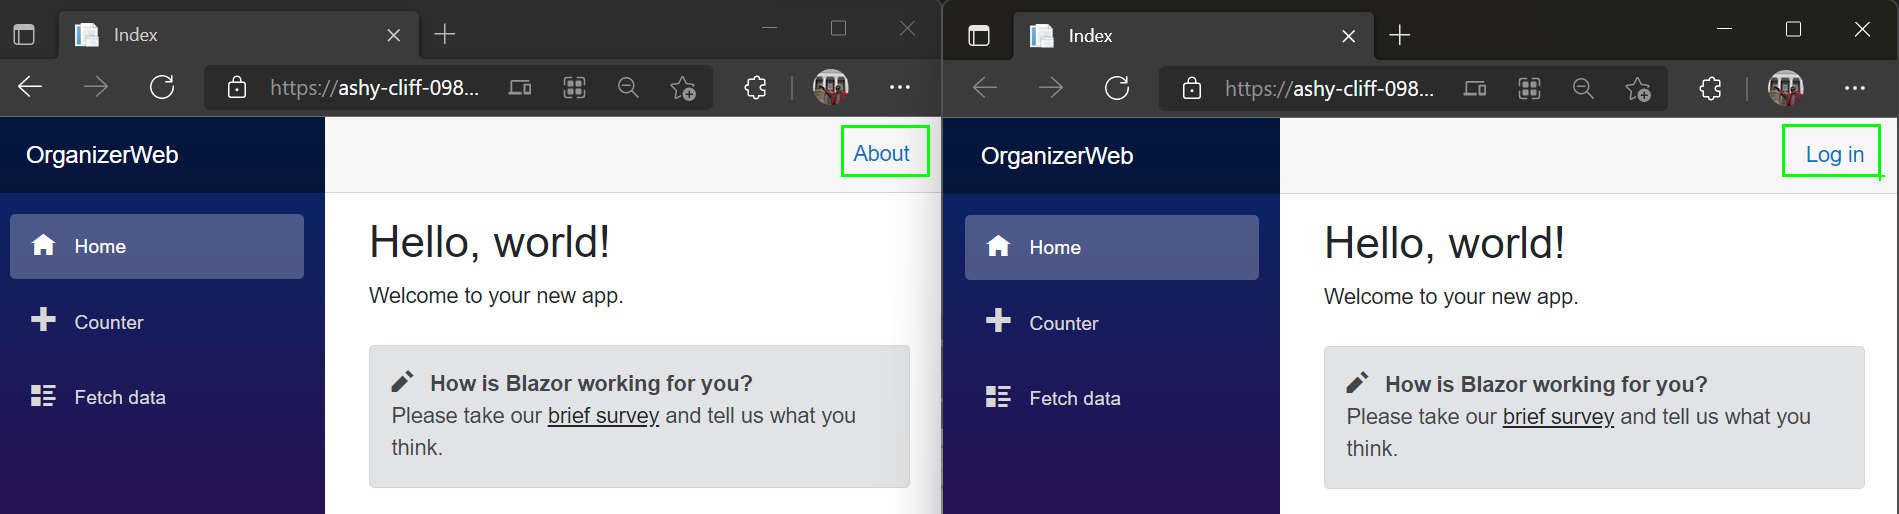 Index
https://ashy-cliff-098...
OrganizerWeb
About
Home
Counter
Fetch data
Hello, world!
Welcome to your new app.
How is Blazor working for you?
Please take our brief survey and tell us what you
think.
Index
https://ashy-cliff-098...
OrganizerWeb
Log in
Home
Counter
Fetch data
Hello, world!
Welcome to your new app.
How is Blazor working for you?
Please take our brief survey and tell us what you
think.